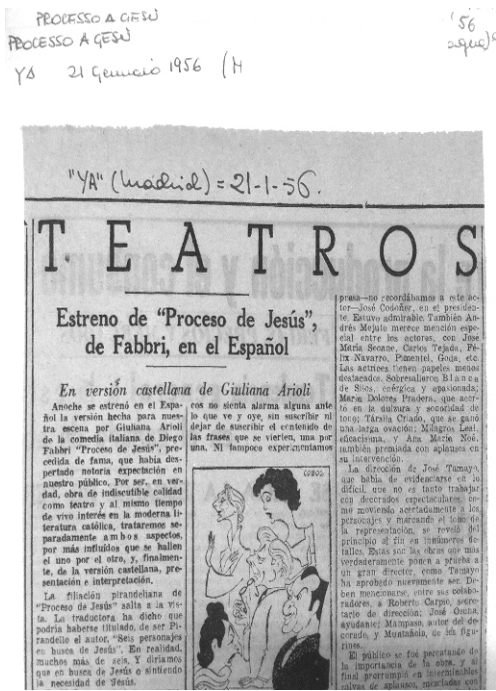 PROCESSO A GESÙ
PROCESSO A GESÙ
'56
YA 21 Gennaio 1956 (M
"YA" (Madrid) = 21-1-56.
TEATROS
Estreno de "Proceso de Jesús",
de Fabbri, en el Español
En versión castellana de Giuliana Arioli
Anoche se estrenó en el Espa-
ñol la versión hecha para nues-
tra escena por Giuliana Arioli
de la comedia italiana de Diego
Fabbri "Proceso de Jesús", pre-
cedida de fama, que había des-
pertado notoria expectación en
nuestro público. Por ser, en ver-
dad, obra de indiscutible calidad
como teatro y al mismo tiempo
de vivo interés en la moderna li-
teratura católica, trataremos se-
paradamente ambos aspectos,
por más influidos que se hallen
el uno por el otro, y, finalmen-
te, de la versión castellana, pre-
sentación e interpretación.
La filiación pirandeliana de
"Proceso de Jesús" salta a la vis-
ta. La traductora ha dicho que
podría haberse titulado, de ser Pi-
randello el autor, "Seis personajes
en busca de Jesús". En realidad,
muchos más de seis. Y diríamos
que en busca de Jesús o sintiendo
la necesidad de Jesús.
cos no sienta alarma alguna ante
lo que ve y oye, sin suscribir ni
dejar de suscribir el contenido de
las frases que se vierten, una por
una. Ni tampoco experimentamos
presa—no recordábamos a este ac-
tor—José Codoñer, en el presiden-
te. Estuvo admirable. También An-
drés Mejuto merece mención espe-
cial entre los actores, con José
María Seoane, Carlos Tejada, Fé-
lix Navarro, Pimentel, Goda, etc.
Las actrices tienen papeles menos
destacados. Sobresalieron Blanca
de Silos, enérgica y apasionada;
María Dolores Pradera, que acer-
tó en la dulzura y sonoridad de
tono; Társila Criado, que se ganó
una larga ovación; Milagros Leal,
eficacísima, y Ana María Noé,
también premiada con aplausos en
su intervención.
La dirección de José Tamayo,
que había de evidenciarse en lo
difícil, que no es tanto trabajar
con decorados espectaculares co-
mo moviendo acertadamente a los
personajes y marcando el tono de
la representación, se reveló del
principio al fin en innúmeros de-
talles. Estas son las obras que más
verdaderamente ponen a prueba a
un gran director, como Tamayo
ha aprobado nuevamente ser. De-
ben mencionarse, entre sus colabo-
radores, a Roberto Carpio, secre-
tario de dirección; José Osuna,
ayudante; Mampaso, autor del de-
corado, y Muntañola, de los figu-
rines.
El público se fué percatando de
la importancia de la obra, y al
final prorrumpió en interminables